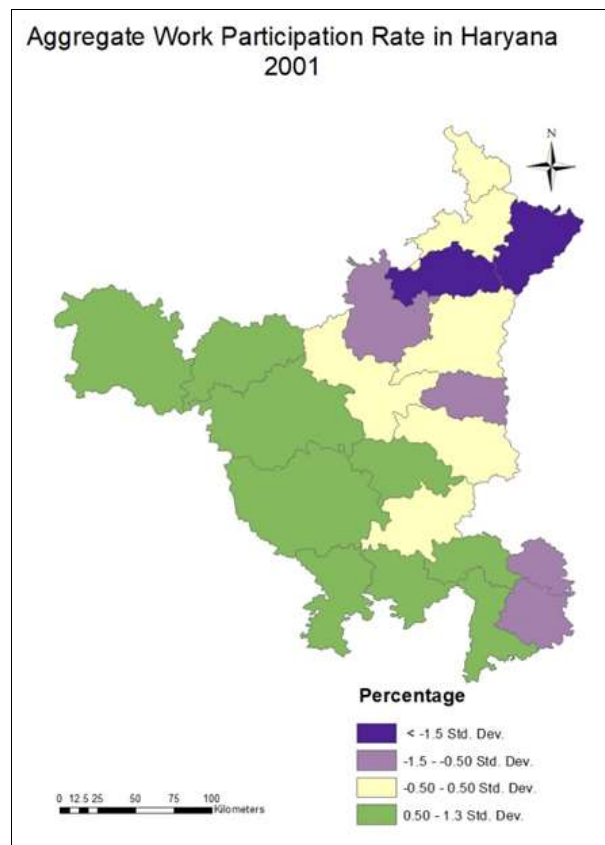 Aggregate Work Participation Rate in Haryana
2001
N
Percentage
< -1.5 Std. Dev.
-1.5 - -0.50 Std. Dev.
-0.50 - 0.50 Std. Dev.
0.50 - 1.3 Std. Dev.
0 12.5 25 50 75 100
Kilometers